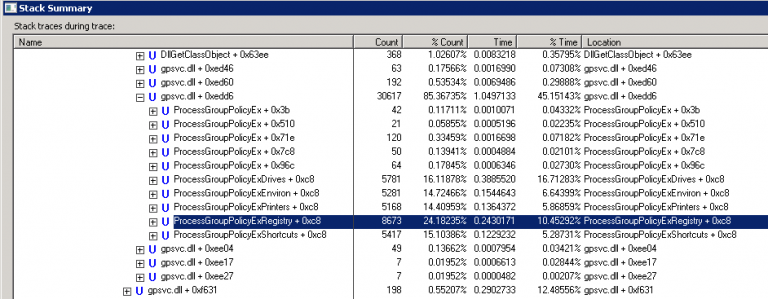 Stack Summary
Stack traces during trace:
Name Count % Count Time % Time Location
U DllGetClassObject + 0x63ee 368 1.02607% 0.0083218 0.35795% DllGetClassObject + 0x63ee
U gpsvc.dll + 0xed46 63 0.17566% 0.0016990 0.07308% gpsvc.dll + 0xed46
U gpsvc.dll + 0xed60 192 0.53534% 0.0069486 0.29888% gpsvc.dll + 0xed60
U gpsvc.dll + 0xedd6 30617 85.36735% 1.0497133 45.15143% gpsvc.dll + 0xedd6
U ProcessGroupPolicyEx + 0x3b 42 0.11711% 0.0010071 0.04332% ProcessGroupPolicyEx + 0x3b
U ProcessGroupPolicyEx + 0x510 21 0.05855% 0.0005196 0.02235% ProcessGroupPolicyEx + 0x510
U ProcessGroupPolicyEx + 0x71e 120 0.33459% 0.0016698 0.07182% ProcessGroupPolicyEx + 0x71e
U ProcessGroupPolicyEx + 0x7c8 50 0.13941% 0.0004884 0.02101% ProcessGroupPolicyEx + 0x7c8
U ProcessGroupPolicyEx + 0x96c 64 0.17845% 0.0006346 0.02730% ProcessGroupPolicyEx + 0x96c
U ProcessGroupPolicyExDrives + 0xc8 5781 16.11878% 0.3885520 16.71283% ProcessGroupPolicyExDrives + 0xc8
U ProcessGroupPolicyExEnviron + 0xc8 5281 14.72466% 0.1544643 6.64399% ProcessGroupPolicyExEnviron + 0xc8
U ProcessGroupPolicyExPrinters + 0xc8 5168 14.40959% 0.1364372 5.86859% ProcessGroupPolicyExPrinters + 0xc8
U ProcessGroupPolicyExRegistry + 0xc8 8673 24.18235% 0.2430171 10.45292% ProcessGroupPolicyExRegistry + 0xc8
U ProcessGroupPolicyExShortcuts + 0xc8 5417 15.10386% 0.1229232 5.28731% ProcessGroupPolicyExShortcuts + 0xc8
U gpsvc.dll + 0xee04 49 0.13662% 0.0007954 0.03421% gpsvc.dll + 0xee04
U gpsvc.dll + 0xee17 7 0.01952% 0.0006613 0.02844% gpsvc.dll + 0xee17
U gpsvc.dll + 0xee27 7 0.01952% 0.0000482 0.00207% gpsvc.dll + 0xee27
U gpsvc.dll + 0xf631 198 0.55207% 0.2902733 12.48556% gpsvc.dll + 0xf631